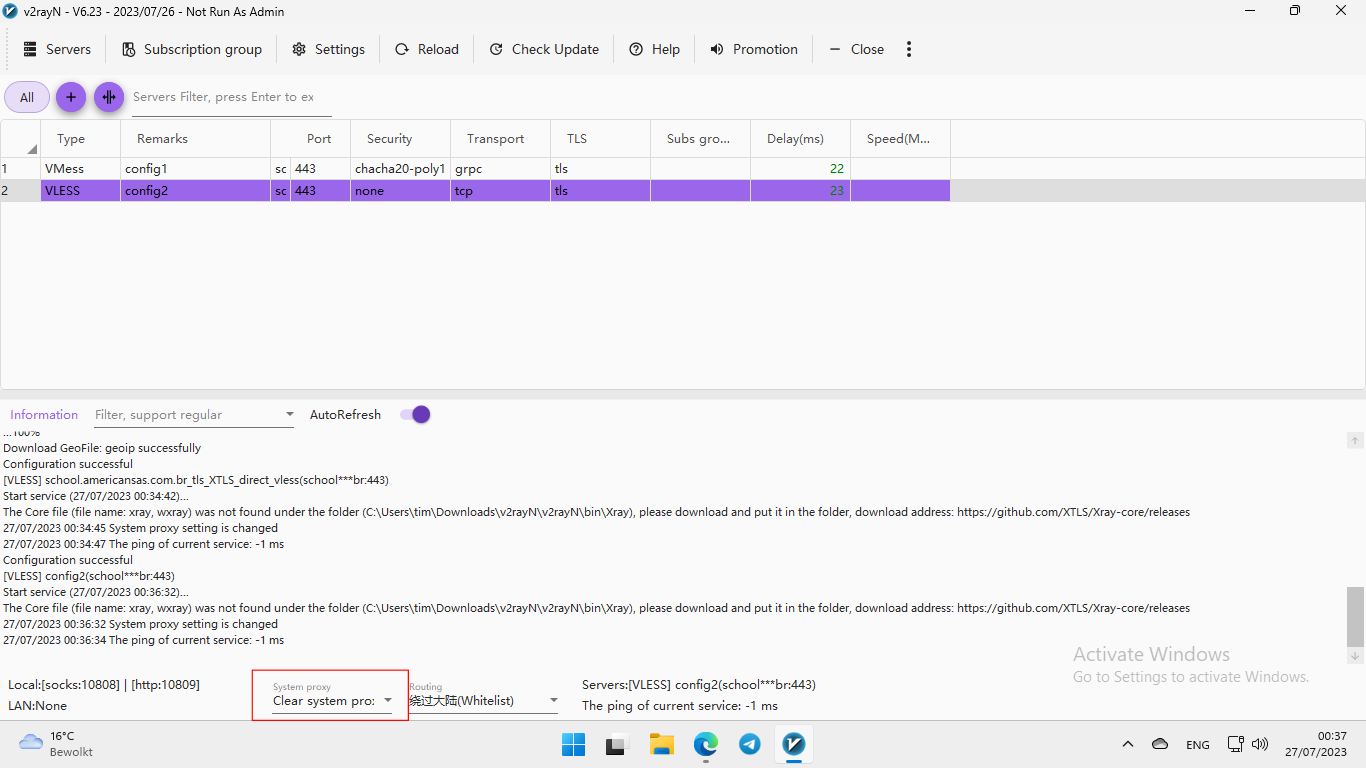 v2rayN - V6.23 - 2023/07/26 - Not Run As Admin
Servers Subscription group Settings Reload Check Update Help Promotion Close
All Servers Filter, press Enter to ex
Type Remarks Port Security Transport TLS Subs gro... Delay(ms) Speed(M...
1 VMess config1 sc 443 chacha20-poly1 grpc tls 22
2 VLESS config2 sc 443 none tcp tls 23
Information Filter, support regular AutoRefresh
...100%
Download GeoFile: geoip successfully
Configuration successful
[VLESS] school.americansas.com.br_tls_XTLS_direct_vless(school***br:443)
Start service (27/07/2023 00:34:42)...
The Core file (file name: xray, wxray) was not found under the folder (C:\Users\tim\Downloads\v2rayN\v2rayN\bin\Xray), please download and put it in the folder, download address: https://github.com/XTLS/Xray-core/releases
27/07/2023 00:34:45 System proxy setting is changed
27/07/2023 00:34:47 The ping of current service: -1 ms
Configuration successful
[VLESS] config2(school***br:443)
Start service (27/07/2023 00:36:32)...
The Core file (file name: xray, wxray) was not found under the folder (C:\Users\tim\Downloads\v2rayN\v2rayN\bin\Xray), please download and put it in the folder, download address: https://github.com/XTLS/Xray-core/releases
27/07/2023 00:36:32 System proxy setting is changed
27/07/2023 00:36:34 The ping of current service: -1 ms
Activate Windows
Go to Settings to activate Windows.
Local:[socks:10808] | [http:10809]
LAN:None
System proxy
Clear system pro:
Routing
绕过大陆(Whitelist)
Servers:[VLESS] config2(school***br:443)
The ping of current service: -1 ms
16°C
Bewolkt
ENG
00:37
27/07/2023